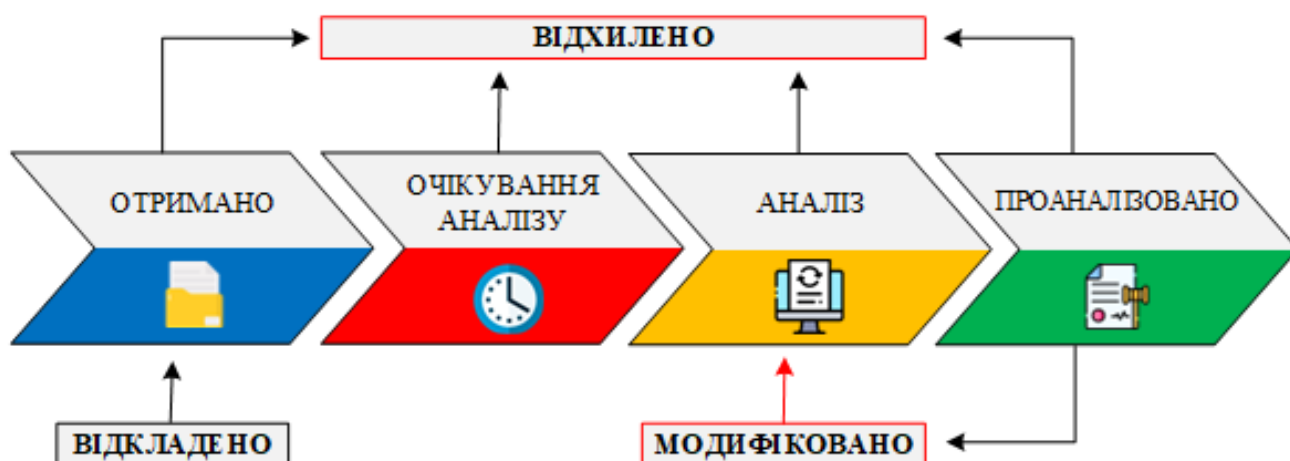 ВІДХИЛЕНО
ОТРИМАНО
ОЧІКУВАННЯ
АНАЛІЗУ
АНАЛІЗ
ПРОАНАЛІЗОВАНО
ВІДКЛАДЕНО
МОДИФІКОВАНО